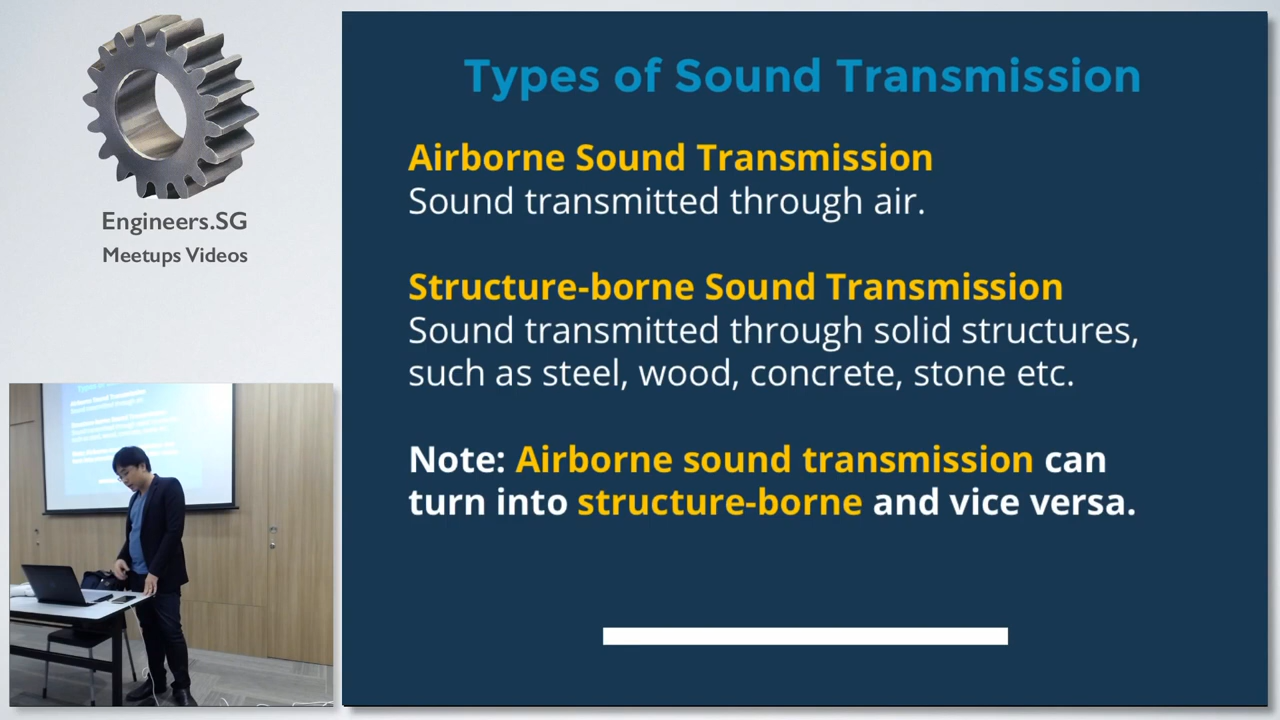 Engineers.SG
Meetups Videos
Types of Sound Transmission
Airborne Sound Transmission
Sound transmitted through air.
Structure-borne Sound Transmission
Sound transmitted through solid structures,
such as steel, wood, concrete, stone etc.
Note: Airborne sound transmission can
turn into structure-borne and vice versa.